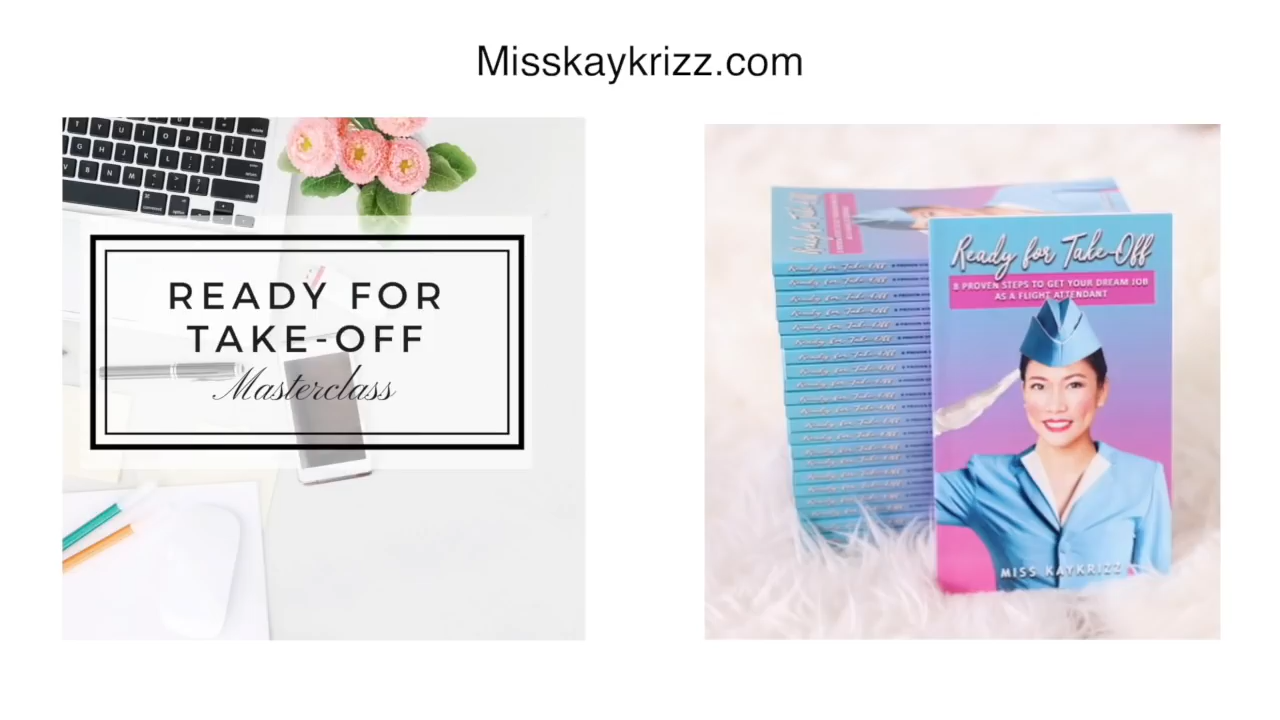 Misskaykrizz.com
READY FOR
TAKE-OFF
Masterclass
Ready for Take-Off
8 PROVEN STEPS TO GET YOUR DREAM JOB
AS A FLIGHT ATTENDANT
MISS KAYKRIZZ